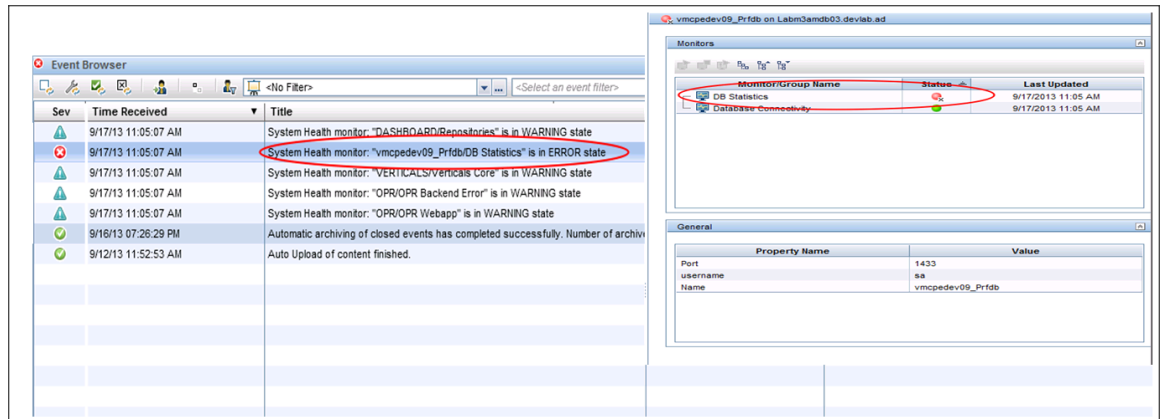 Event Browser
<No Filter>
...
<Select an event filter>
Sev Time Received Title
9/17/13 11:05:07 AM System Health monitor: "DASHBOARD/Repositories" is in WARNING state
9/17/13 11:05:07 AM System Health monitor: "vmcpedev09_Prfdb/DB Statistics" is in ERROR state
9/17/13 11:05:07 AM System Health monitor: "VERTICALS/Verticals Core" is in WARNING state
9/17/13 11:05:07 AM System Health monitor: "OPR/OPR Backend Error" is in WARNING state
9/17/13 11:05:07 AM System Health monitor: "OPR/OPR Webapp" is in WARNING state
9/16/13 07:26:29 PM Automatic archiving of closed events has completed successfully. Number of archive
9/12/13 11:52:53 AM Auto Upload of content finished.
vmcpedev09_Prfdb on Labm3amdb03.devlab.ad
Monitors
Monitor/Group Name Status Last Updated
DB Statistics 9/17/2013 11:05 AM
Database Connectivity 9/17/2013 11:05 AM
General
Property Name Value
Port 1433
username sa
Name vmcpedev09_Prfdb